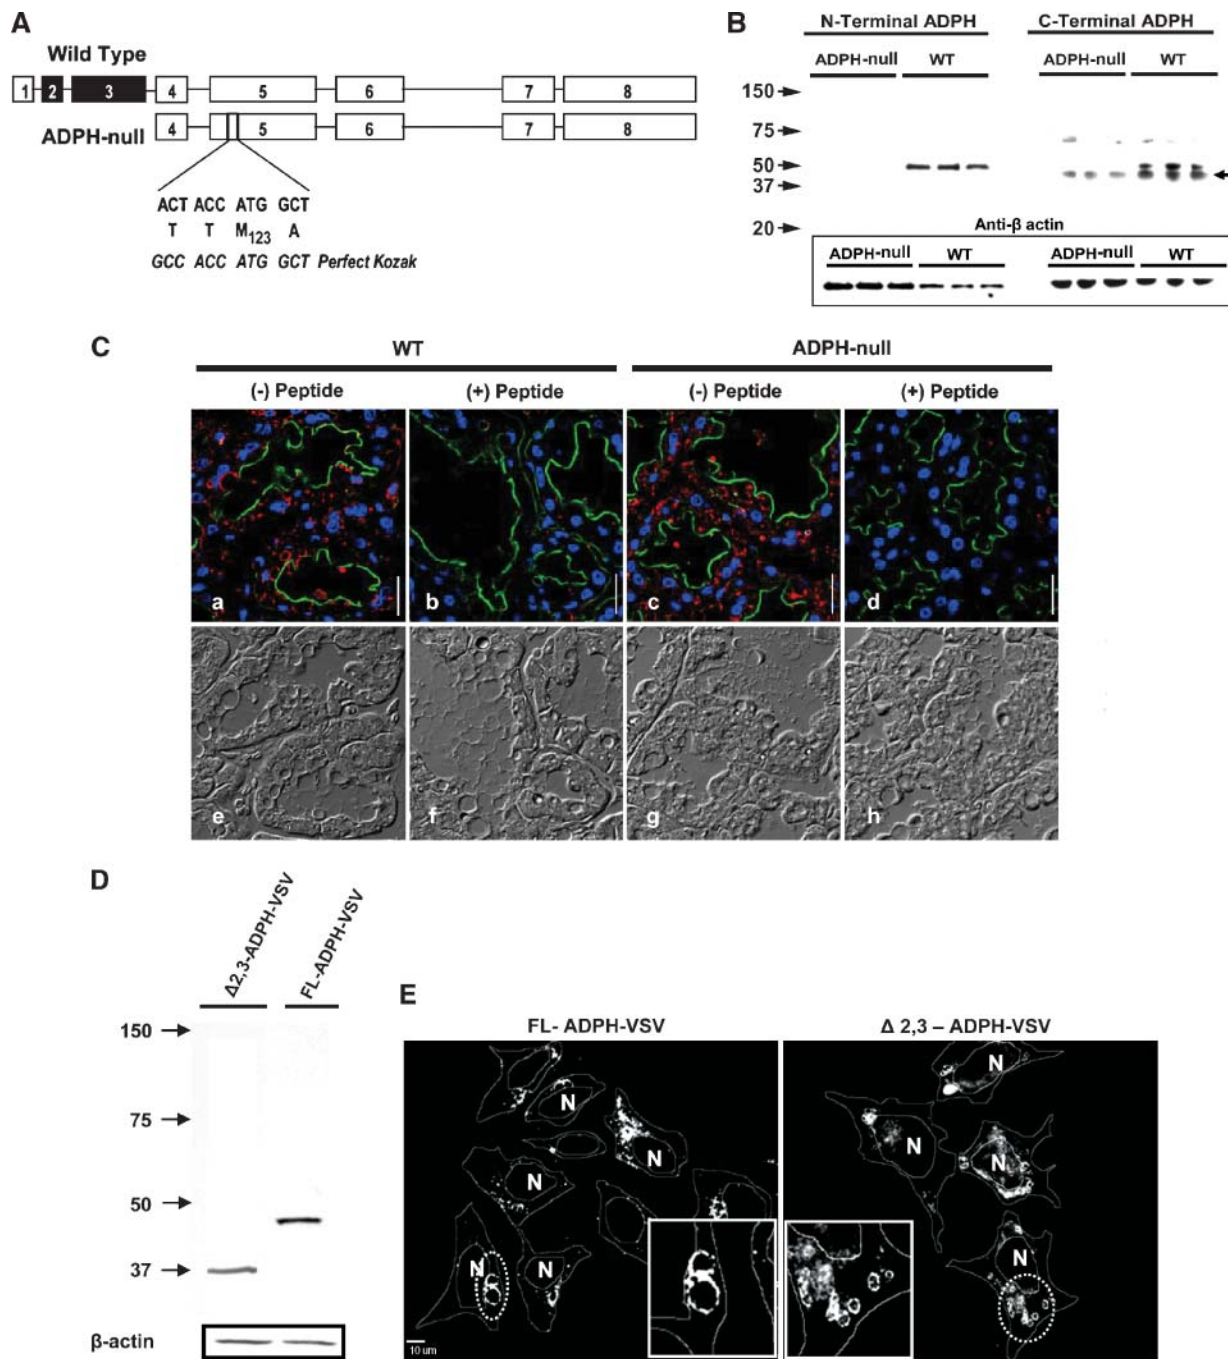 A
Wild Type
1 2 3 4 5 6 7 8
ADPH-null
4 5 6 7 8
ACT ACC ATG GCT
T T M123 A
GCC ACC ATG GCT Perfect Kozak
B
N-Terminal ADPH C-Terminal ADPH
ADPH-null WT ADPH-null WT
150
75
50
37
20
Anti-β actin
ADPH-null WT ADPH-null WT
C
WT ADPH-null
(-) Peptide (+) Peptide (-) Peptide (+) Peptide
a b c d
e f g h
D
Δ2,3-ADPH-VSV
FL-ADPH-VSV
150
75
50
37
β-actin
E
FL- ADPH-VSV Δ 2,3 – ADPH-VSV
N
N
N
N
N
N
N
N
N
10 um